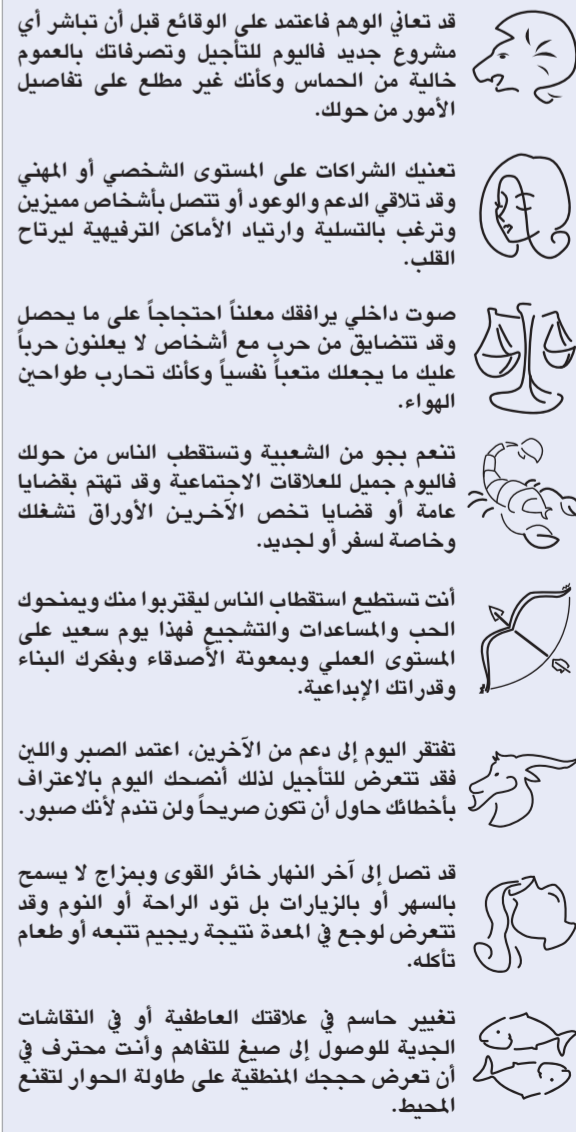 قد تعاني الوهم فاعتمد على الوقائع قبل أن تباشر أي
مشروع جديد فاليوم للتأجيل وتصرفاتك بالعموم
خالية من الحماس وكأنك غير مطلع على تفاصيل
الأمور من حولك.
تعنيك الشراكات على المستوى الشخصي أو المهني
وقد تلاقي الدعم والوعود أو تتصل بأشخاص مميزين
وترغب بالتسلية وارتياد الأماكن الترفيهية ليرتاح
القلب.
صوت داخلي يرافقك معلناً احتجاجاً على ما يحصل
وقد تتضايق من حرب مع أشخاص لا يعلنون حرباً
عليك ما يجعلك متعباً نفسياً وكأنك تحارب طواحين
الهواء.
تنعم بجو من الشعبية وتستقطب الناس من حولك
فاليوم جميل للعلاقات الاجتماعية وقد تهتم بقضايا
عامة أو قضايا تخص الآخرين الأوراق تشغلك
وخاصة لسفر أو لجديد.
أنت تستطيع استقطاب الناس ليقتربوا منك ويمنحوك
الحب والمساعدات والتشجيع فهذا يوم سعيد على
المستوى العملي وبمعونة الأصدقاء وبفكرك البناء
وقدراتك الإبداعية.
تفتقر اليوم إلى دعم من الآخرين، اعتمد الصبر واللين
فقد تتعرض للتأجيل لذلك أنصحك اليوم بالاعتراف
بأخطائك حاول أن تكون صريحاً ولن تندم لأنك صبور.
قد تصل إلى آخر النهار خائر القوى وبمزاج لا يسمح
بالسهر أو بالزيارات بل تود الراحة أو النوم وقد
تتعرض لوجع في المعدة نتيجة ريجيم تتبعه أو طعام
تأكله.
تغيير حاسم في علاقتك العاطفية أو في النقاشات
الجدية للوصول إلى صيغ للتفاهم وأنت محترف في
أن تعرض حججك المنطقية على طاولة الحوار لتقنع
المحيط.